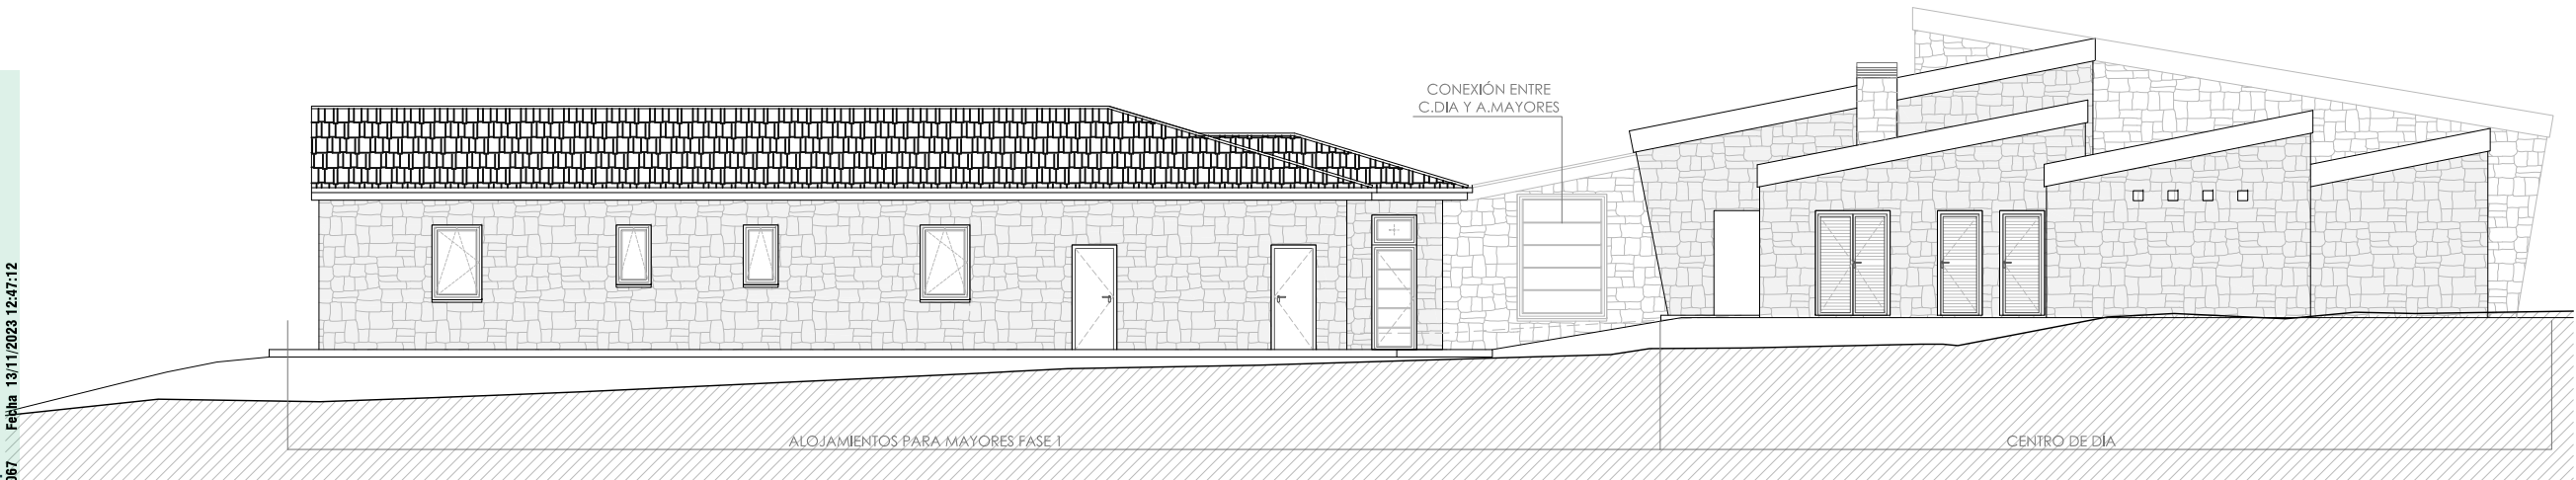 CONEXIÓN ENTRE
C.DIA Y A.MAYORES
ALOJAMIENTOS PARA MAYORES FASE 1
CENTRO DE DÍA
067 Fecha 13/11/2023 12:47:12